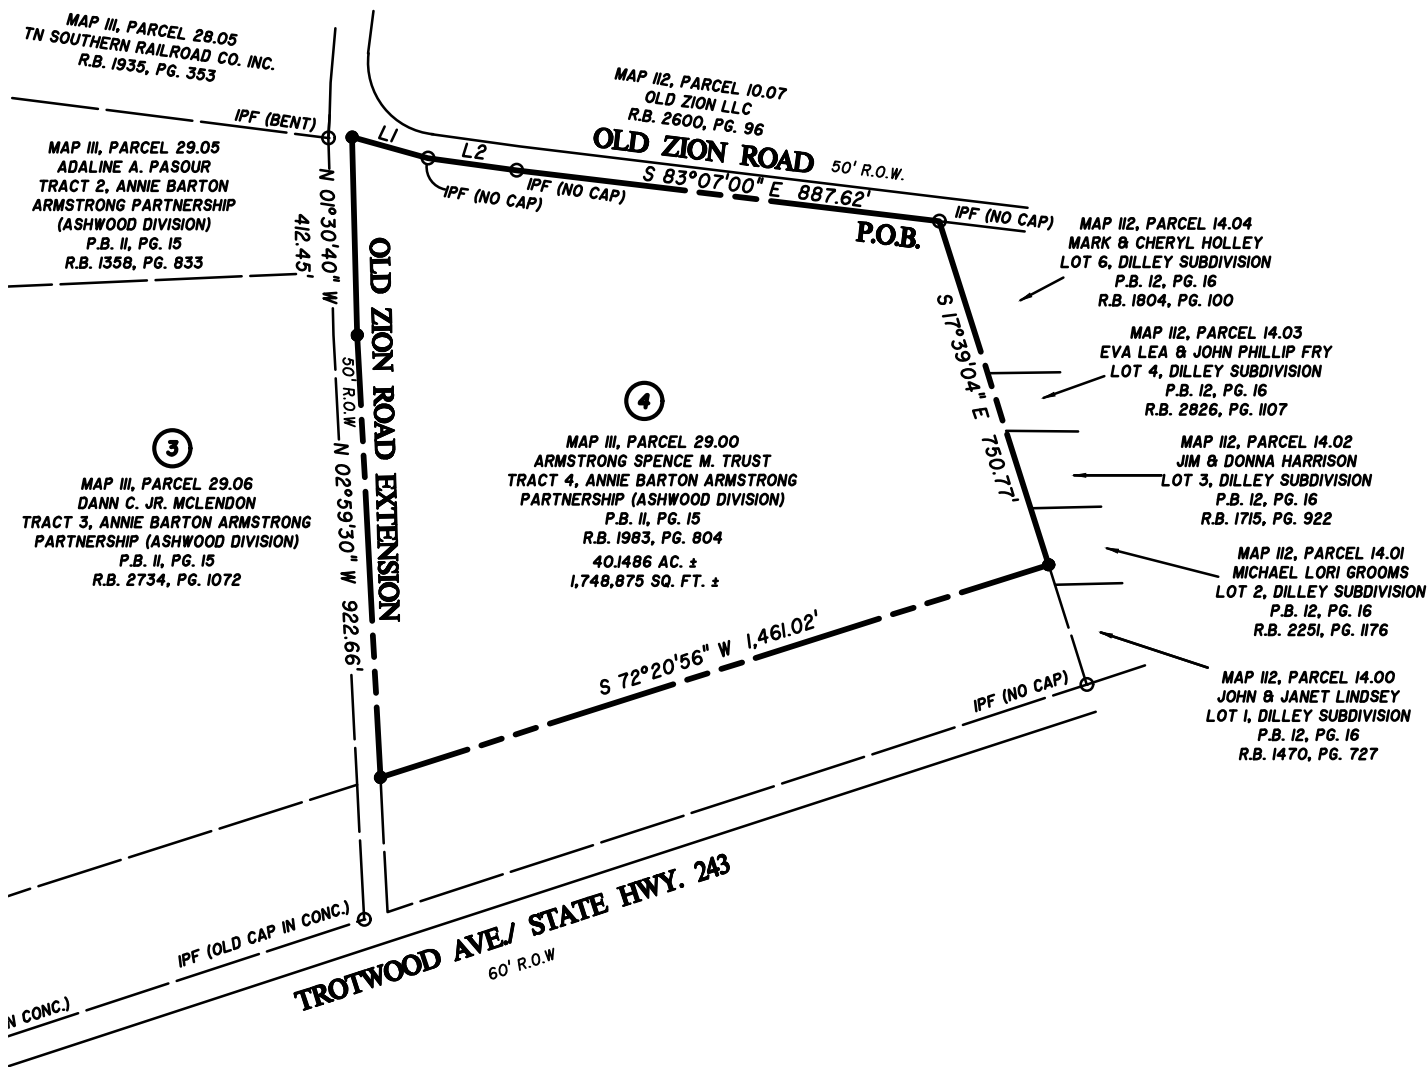 MAP 111, PARCEL 28.05
TN SOUTHERN RAILROAD CO. INC.
R.B. 1935, PG. 353
IPF (BENT)
MAP 111, PARCEL 29.05
ADALINE A. PASOUR
TRACT 2, ANNIE BARTON
ARMSTRONG PARTNERSHIP
(ASHWOOD DIVISION)
P.B. 11, PG. 15
R.B. 1358, PG. 833
N 01°30'40" W
412.45'
L1
L2
IPF (NO CAP)
IPF (NO CAP)
MAP 112, PARCEL 10.07
OLD ZION LLC
R.B. 2600, PG. 96
OLD ZION ROAD
50' R.O.W.
S 83°07'00" E 887.62'
IPF (NO CAP)
P.O.B.
MAP 112, PARCEL 14.04
MARK & CHERYL HOLLEY
LOT 6, DILLEY SUBDIVISION
P.B. 12, PG. 16
R.B. 1804, PG. 100
MAP 112, PARCEL 14.03
EVA LEA & JOHN PHILLIP FRY
LOT 4, DILLEY SUBDIVISION
P.B. 12, PG. 16
R.B. 2826, PG. 1107
S 17°39'04" E 750.77'
MAP 112, PARCEL 14.02
JIM & DONNA HARRISON
LOT 3, DILLEY SUBDIVISION
P.B. 12, PG. 16
R.B. 1715, PG. 922
MAP 112, PARCEL 14.01
MICHAEL LORI GROOMS
LOT 2, DILLEY SUBDIVISION
P.B. 12, PG. 16
R.B. 2251, PG. 1176
MAP 112, PARCEL 14.00
JOHN & JANET LINDSEY
LOT 1, DILLEY SUBDIVISION
P.B. 12, PG. 16
R.B. 1470, PG. 727
OLD ZION ROAD EXTENSION
50' R.O.W
N 02°59'30" W 922.66'
3
MAP 111, PARCEL 29.06
DANN C. JR. MCLENDON
TRACT 3, ANNIE BARTON ARMSTRONG
PARTNERSHIP (ASHWOOD DIVISION)
P.B. 11, PG. 15
R.B. 2734, PG. 1072
4
MAP 111, PARCEL 29.00
ARMSTRONG SPENCE M. TRUST
TRACT 4, ANNIE BARTON ARMSTRONG
PARTNERSHIP (ASHWOOD DIVISION)
P.B. 11, PG. 15
R.B. 1983, PG. 804
40.1486 AC. ±
1,748,875 SQ. FT. ±
S 72°20'56" W 1,461.02'
IPF (NO CAP)
IPF (OLD CAP IN CONC.)
N CONC.)
TROTWOOD AVE./ STATE HWY. 243
60' R.O.W